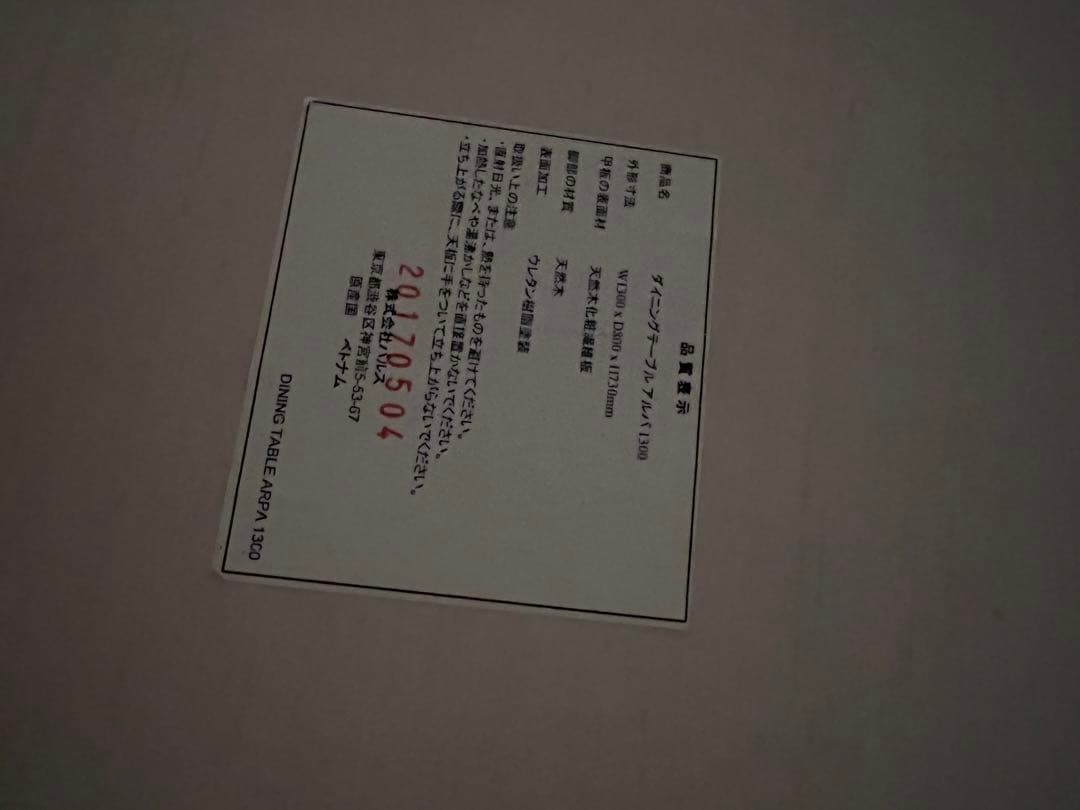 品質表示
商品名 ダイニングテーブル アルパ 1300
外形寸法 W1300 x D800 x H730mm
甲板の表面材 天然木化粧繊維板
脚部の材質 天然木
表面加工 ウレタン樹脂塗装
取扱い上の注意
・直射日光、または、熱を持ったものを避けてください。
・加熱したなべや湯沸かしなどを直接置かないでください。
・立ち上がる際に、天板に手をついて立ち上がらないでください。
20170504
株式会社バルス
東京都渋谷区神宮前5-53-67
原産国 ベトナム
DINING TABLE ARPA 1300